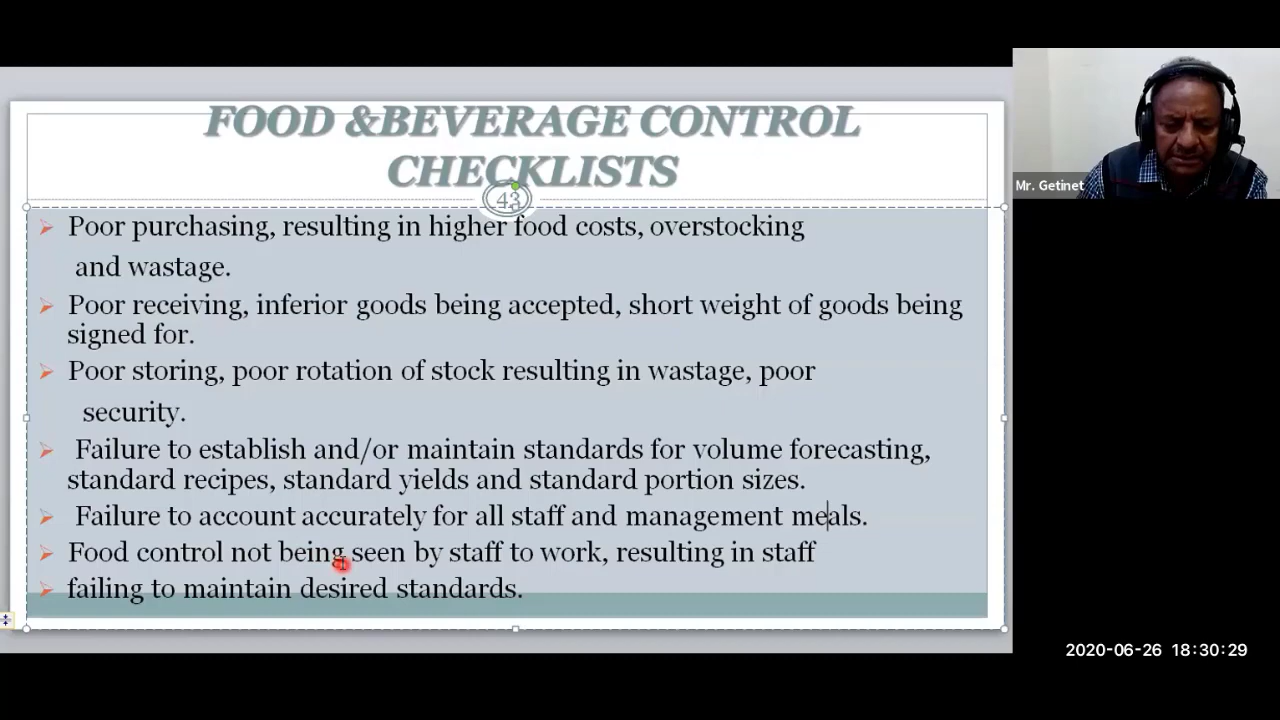 FOOD &BEVERAGE CONTROL
CHECKLISTS
43
Poor purchasing, resulting in higher food costs, overstocking
and wastage.
Poor receiving, inferior goods being accepted, short weight of goods being
signed for.
Poor storing, poor rotation of stock resulting in wastage, poor
security.
Failure to establish and/or maintain standards for volume forecasting,
standard recipes, standard yields and standard portion sizes.
Failure to account accurately for all staff and management meals.
Food control not being seen by staff to work, resulting in staff
failing to maintain desired standards.
Mr. Getinet
2020-06-26 18:30:29